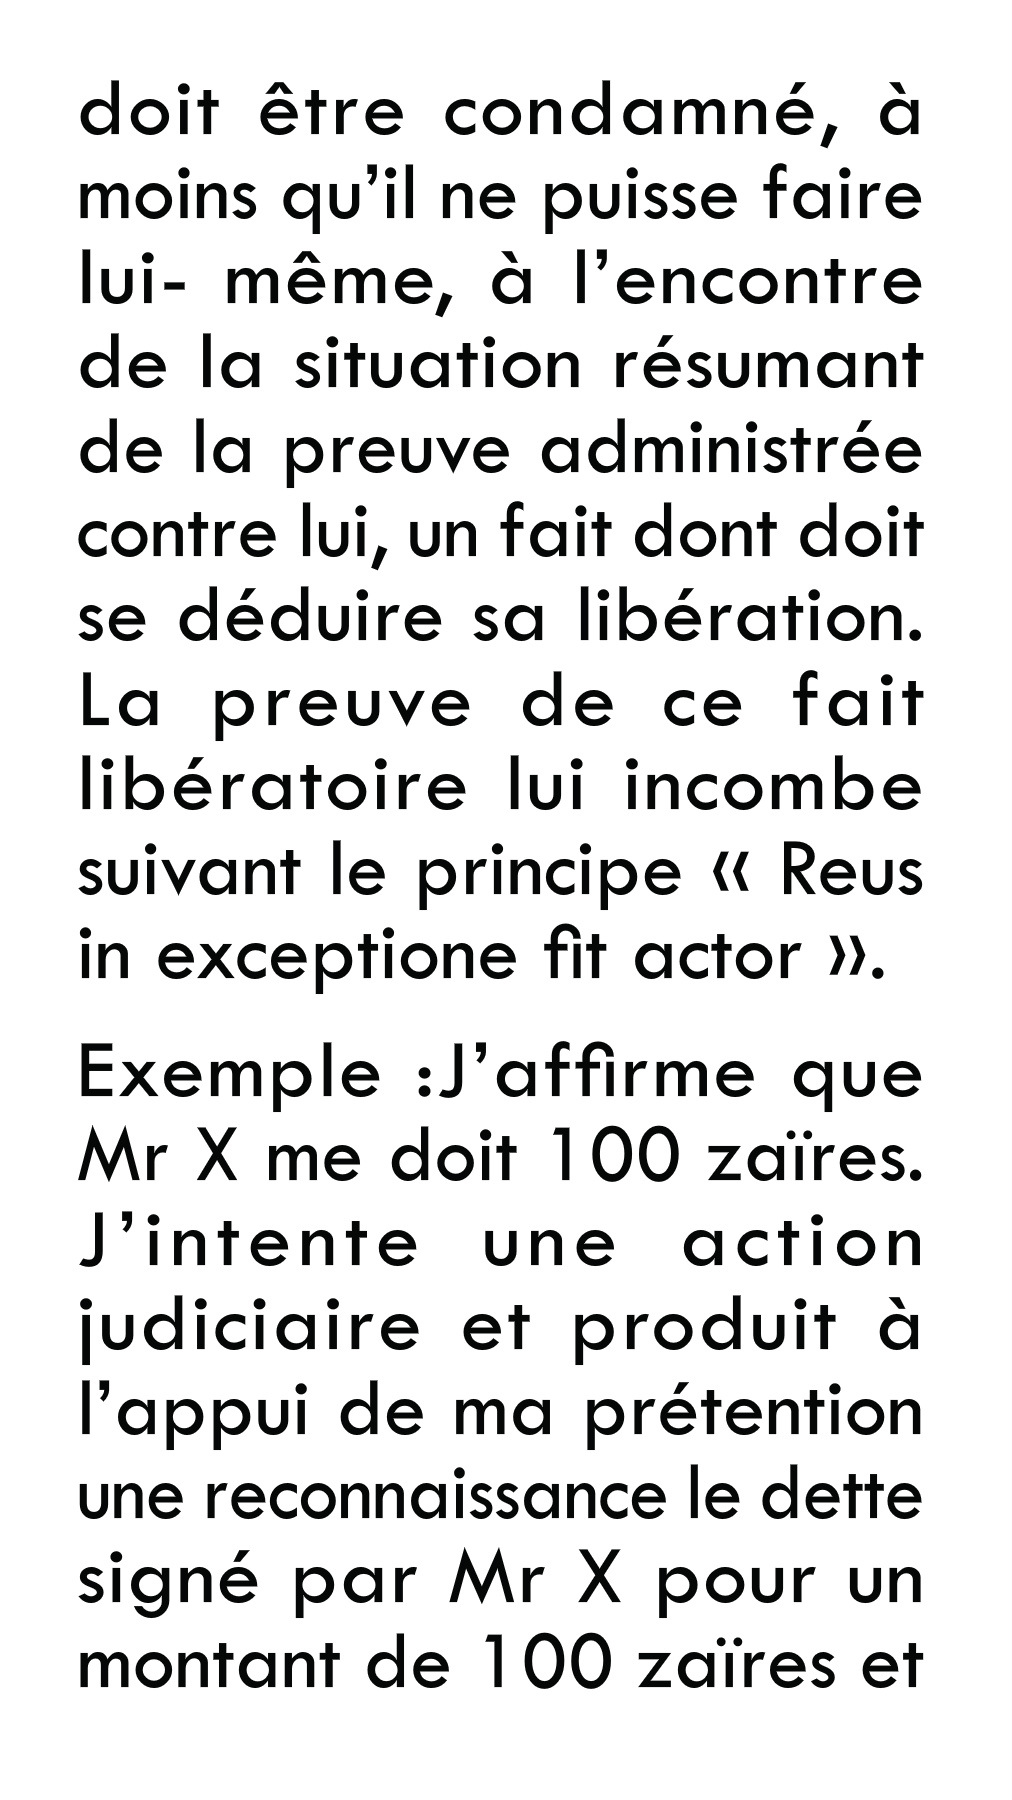 doit être condamné, à
moins qu’il ne puisse faire
lui- même, à l’encontre
de la situation résumant
de la preuve administrée
contre lui, un fait dont doit
se déduire sa libération.
La preuve de ce fait
libératoire lui incombe
suivant le principe « Reus
in exceptione fit actor ».
Exemple :J’affirme que
Mr X me doit 100 zaïres.
J’intente une action
judiciaire et produit à
l’appui de ma prétention
une reconnaissance le dette
signé par Mr X pour un
montant de 100 zaïres et